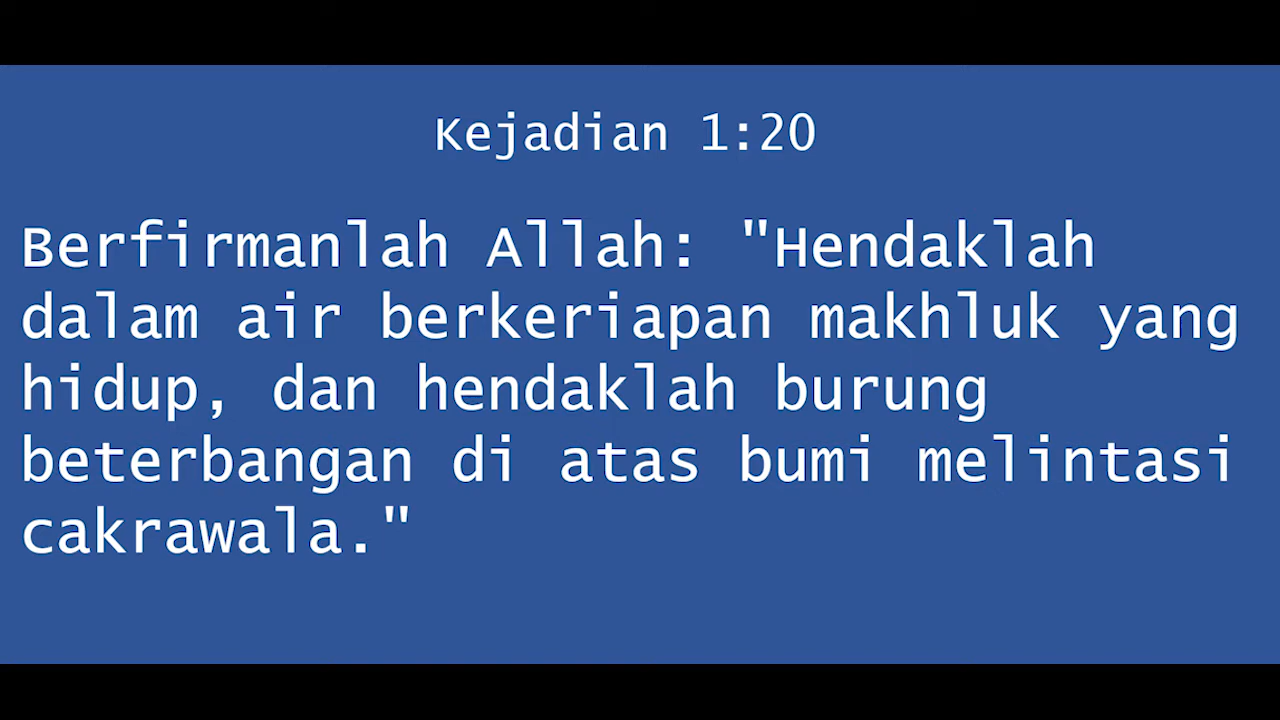 Kejadian 1:20
Berfirmanlah Allah: "Hendaklah
dalam air berkeriapan makhluk yang
hidup, dan hendaklah burung
beterbangan di atas bumi melintasi
cakrawala."